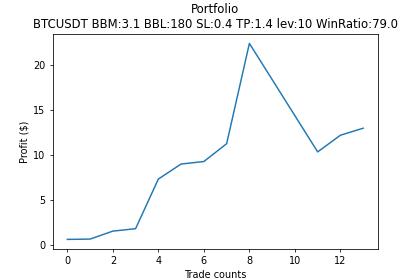 Portfolio
BTCUSDT BBM:3.1 BBL:180 SL:0.4 TP:1.4 lev:10 WinRatio:79.0
20
15
10
5
0
Profit ($)
0 2 4 6 8 10 12
Trade counts